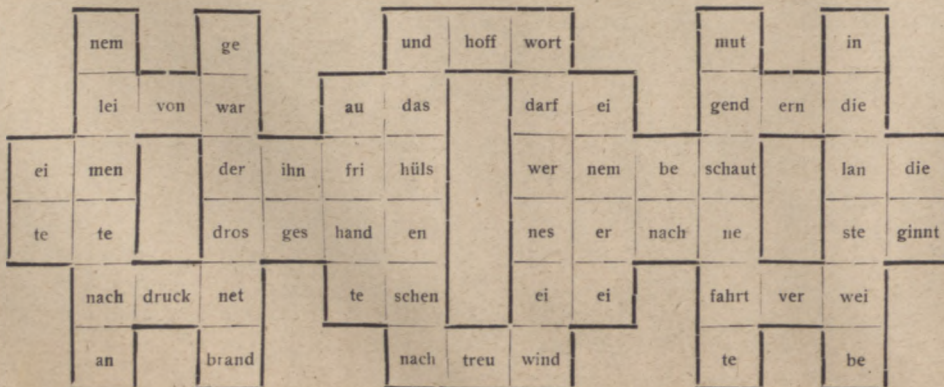 nem ge und hoff wort mut in
lei von war au das darf ei gend ern die
ei men der ihn fri hüls wer nem be schaut lan die
te te dros ges hand en nes er nach ne ste ginnt
nach druck net te schen ei ei fahrt ver wei
an brand nach treu wind te be